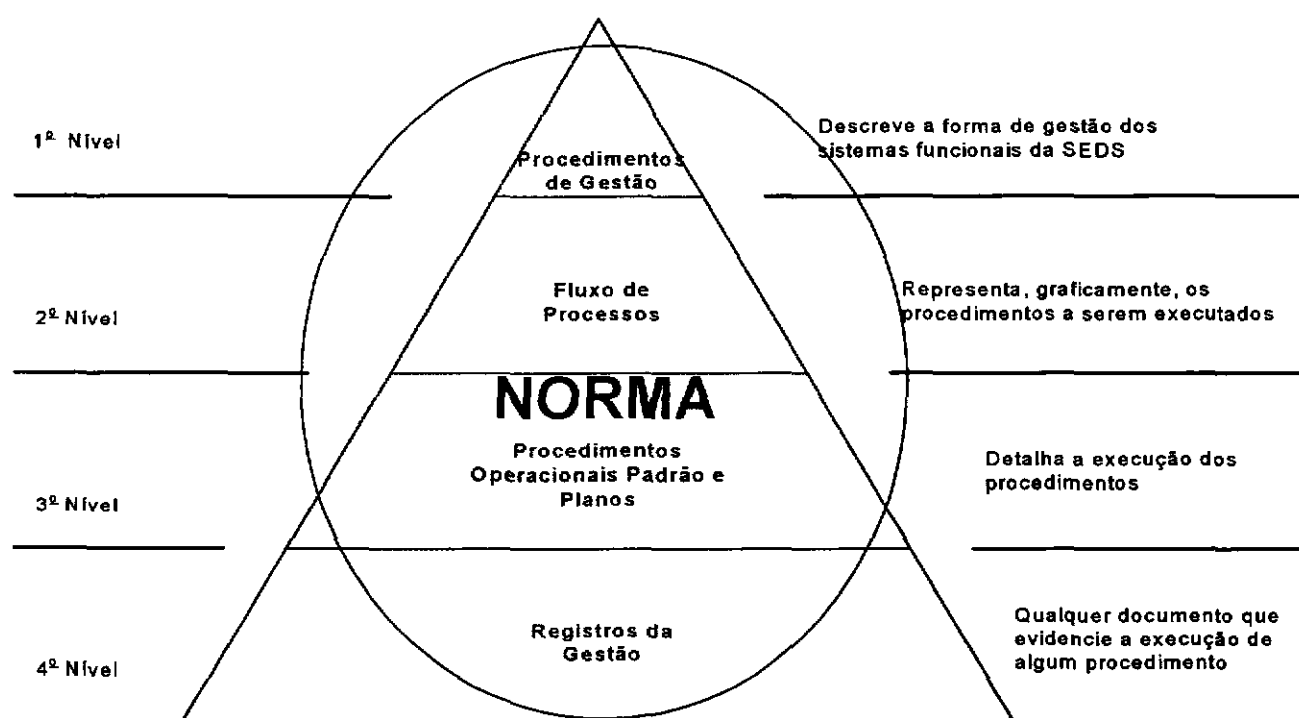 1º Nível
Procedimentos
de Gestão
Descreve a forma de gestão dos
sistemas funcionais da SEDS
2º Nível
Fluxo de
Processos
Representa, graficamente, os
procedimentos a serem executados
NORMA
3º Nível
Procedimentos
Operacionais Padrão e
Planos
Detalha a execução dos
procedimentos
4º Nível
Registros da
Gestão
Qualquer documento que
evidencie a execução de
algum procedimento